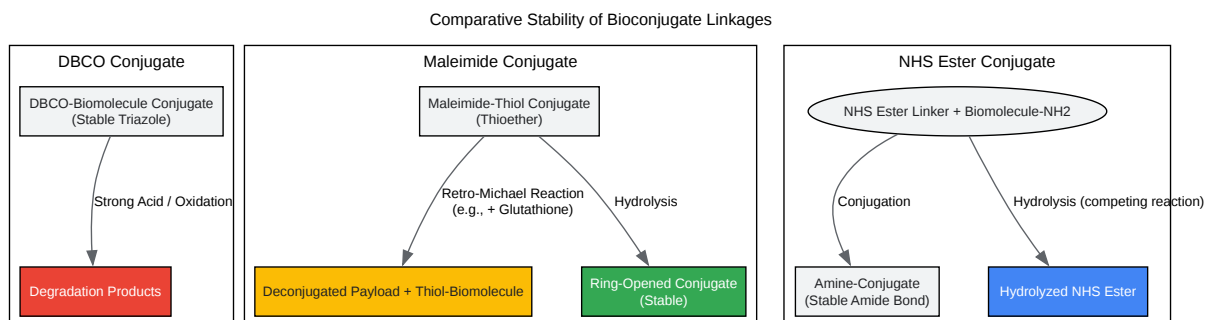 Comparative Stability of Bioconjugate Linkages
DBCO Conjugate
DBCO-Biomolecule Conjugate
(Stable Triazole)
Strong Acid / Oxidation
Degradation Products
Maleimide Conjugate
Maleimide-Thiol Conjugate
(Thioether)
Retro-Michael Reaction
(e.g., + Glutathione)
Hydrolysis
Deconjugated Payload + Thiol-Biomolecule
Ring-Opened Conjugate
(Stable)
NHS Ester Conjugate
NHS Ester Linker + Biomolecule-NH2
Conjugation
Hydrolysis (competing reaction)
Amine-Conjugate
(Stable Amide Bond)
Hydrolyzed NHS Ester